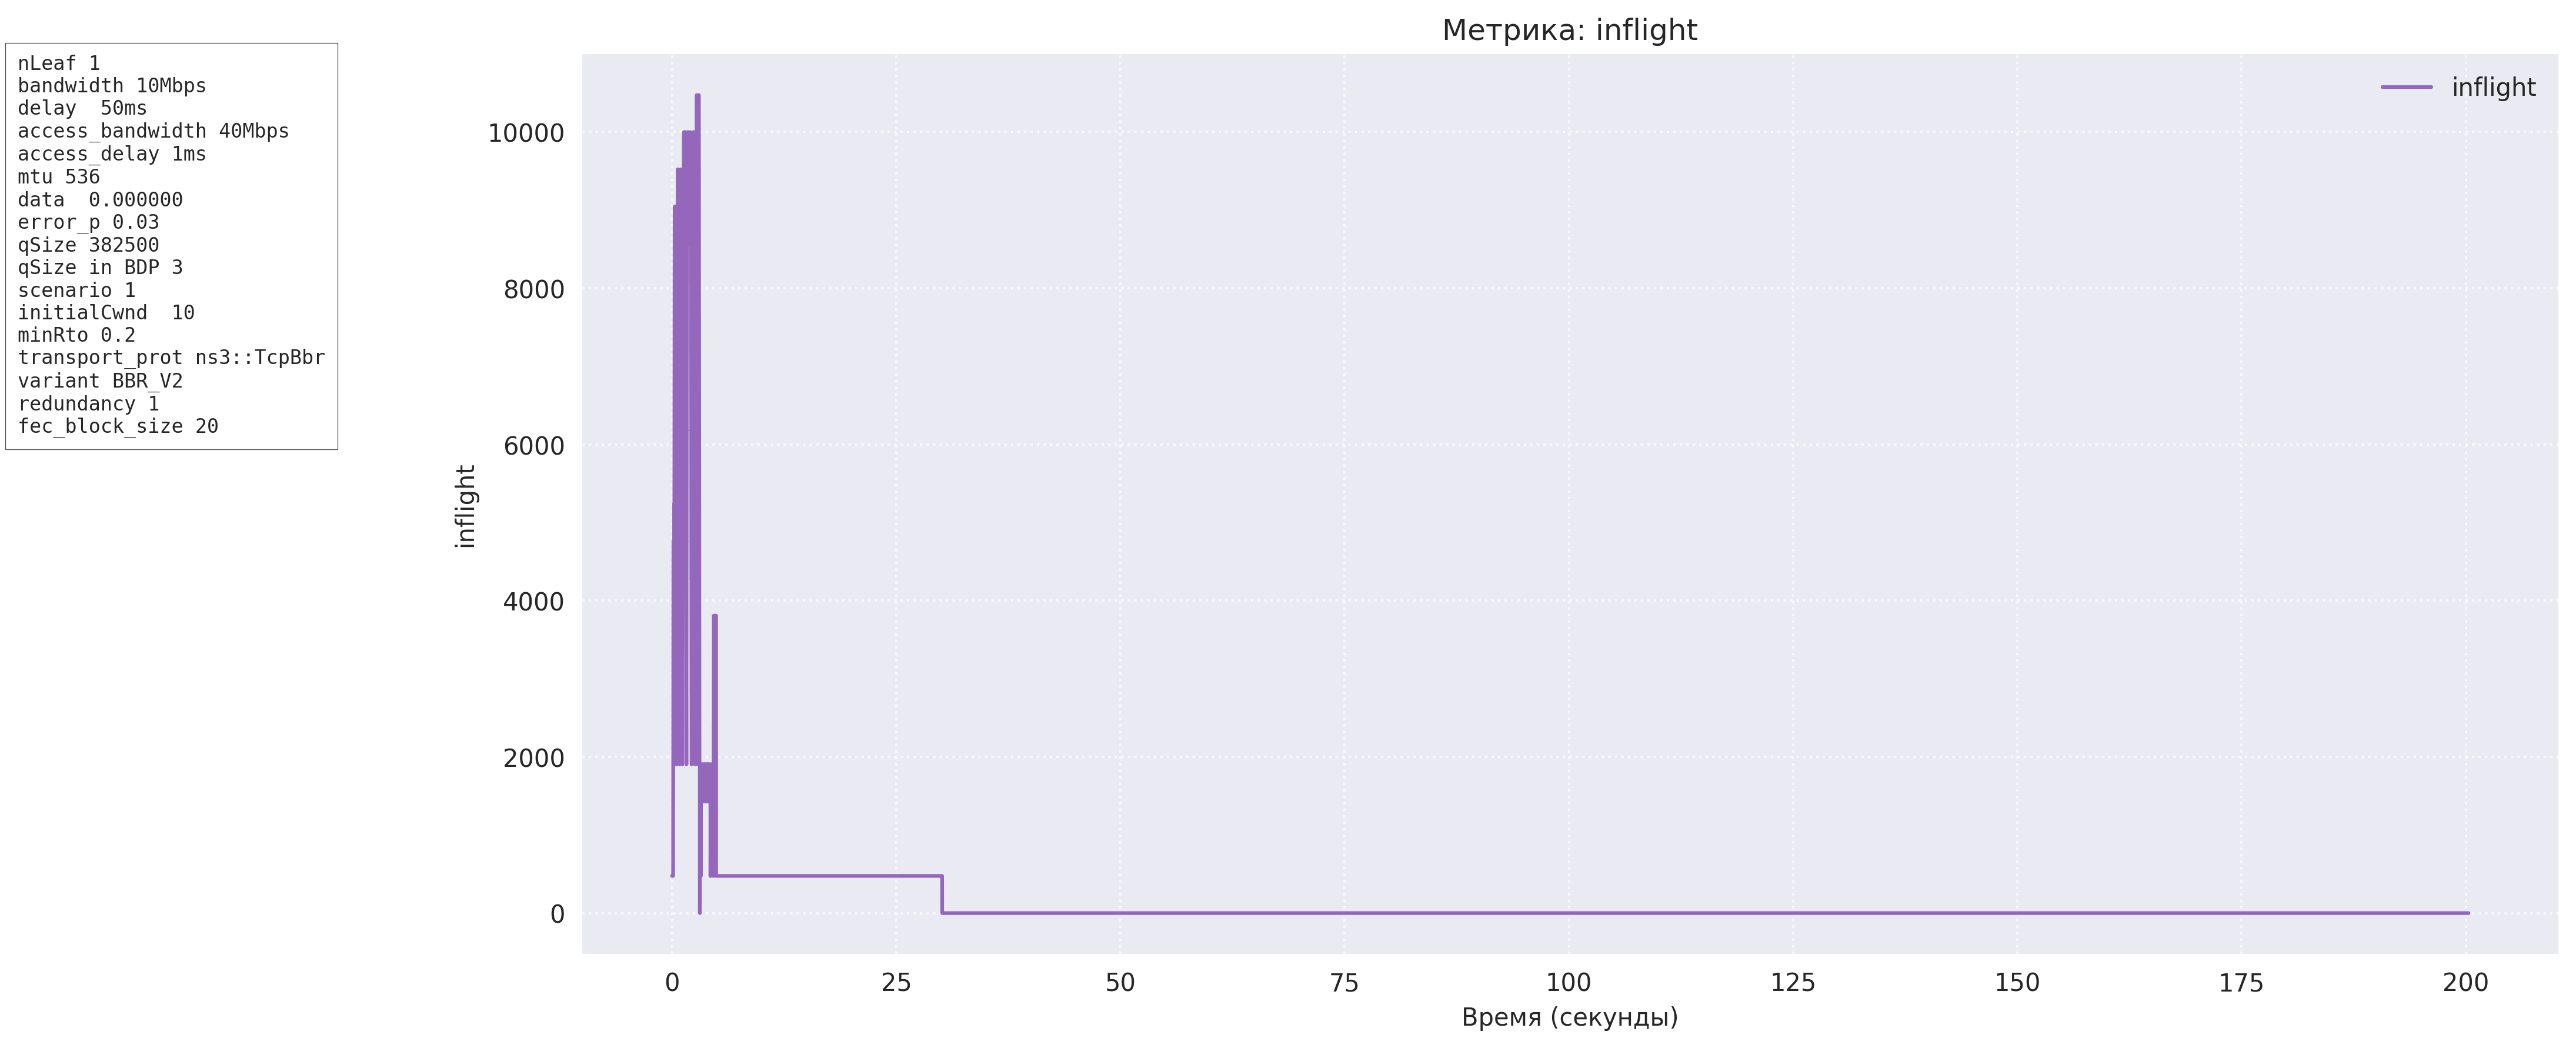 Метрика: inflight
nLeaf 1
bandwidth 10Mbps
delay  50ms
access_bandwidth 40Mbps
access_delay 1ms
mtu 536
data  0.000000
error_p 0.03
qSize 382500
qSize in BDP 3
scenario 1
initialCwnd  10
minRto 0.2
transport_prot ns3::TcpBbr
variant BBR_V2
redundancy 1
fec_block_size 20
inflight
10000
8000
6000
4000
2000
0
inflight
0 25 50 75 100 125 150 175 200
Время (секунды)